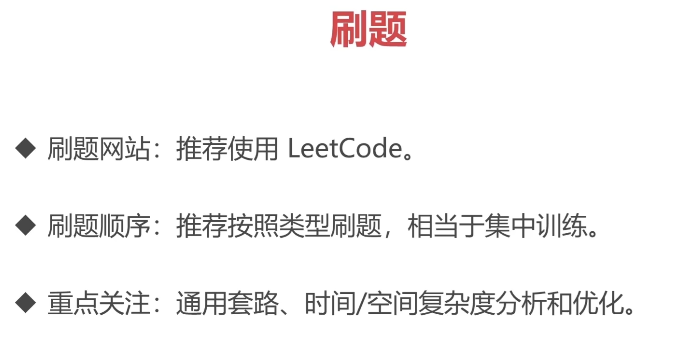 刷题
◆ 刷题网站：推荐使用 LeetCode。
◆ 刷题顺序：推荐按照类型刷题，相当于集中训练。
◆ 重点关注：通用套路、时间/空间复杂度分析和优化。